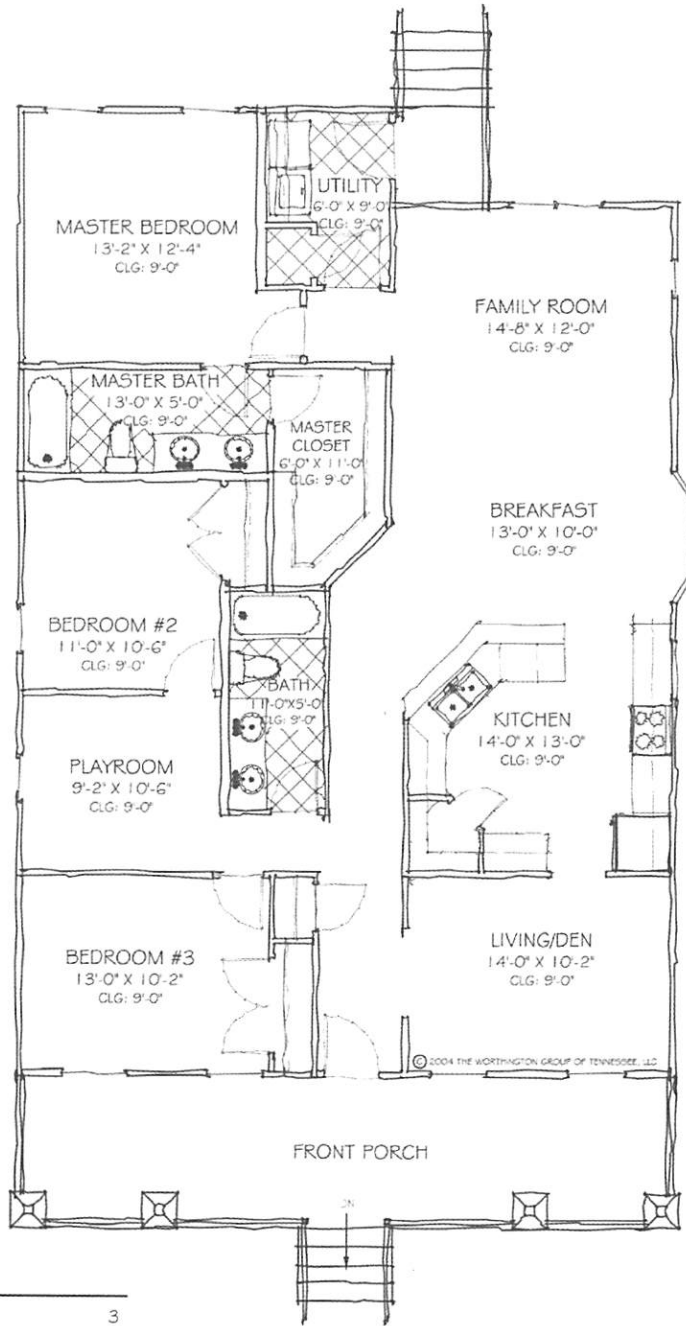 UTILITY
6'-0" X 9'-0"
CLG: 9'-0"
MASTER BEDROOM
13'-2" X 12'-4"
CLG: 9'-0"
FAMILY ROOM
14'-8" X 12'-0"
CLG: 9'-0"
MASTER BATH
13'-0" X 5'-0"
CLG: 9'-0"
MASTER
CLOSET
6'-0" X 11'-0"
CLG: 9'-0"
BREAKFAST
13'-0" X 10'-0"
CLG: 9'-0"
BEDROOM #2
11'-0" X 10'-6"
CLG: 9'-0"
BATH
11'-0"X5'-0"
CLG: 9'-0"
KITCHEN
14'-0" X 13'-0"
CLG: 9'-0"
PLAYROOM
9'-2" X 10'-6"
CLG: 9'-0"
BEDROOM #3
13'-0" X 10'-2"
CLG: 9'-0"
LIVING/DEN
14'-0" X 10'-2"
CLG: 9'-0"
© 2004 THE WORTHINGTON GROUP OF TENNESSEE, LLC
FRONT PORCH
DN
3